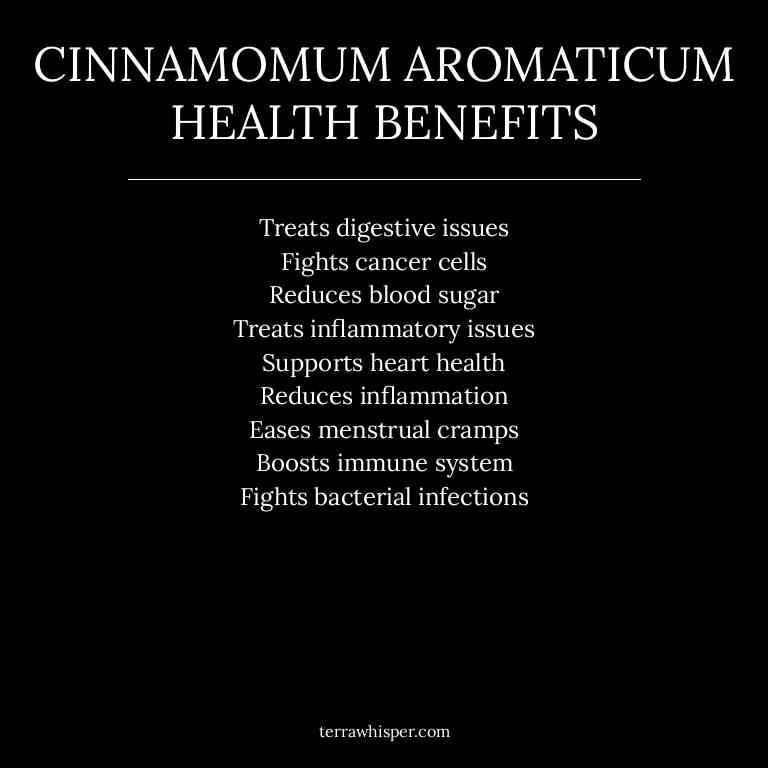 CINNAMOMUM AROMATICUM
HEALTH BENEFITS
Treats digestive issues
Fights cancer cells
Reduces blood sugar
Treats inflammatory issues
Supports heart health
Reduces inflammation
Eases menstrual cramps
Boosts immune system
Fights bacterial infections
terrawhisper.com